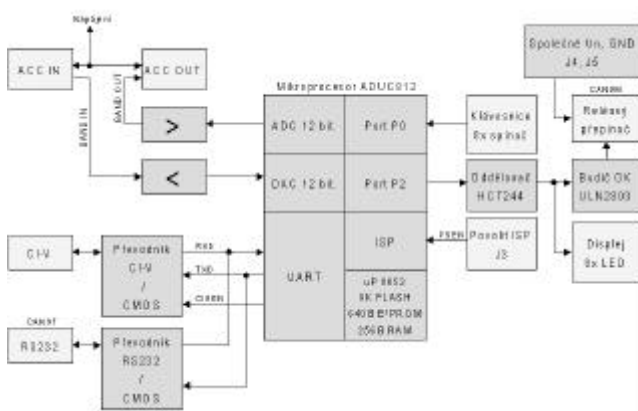 Napájení
ACC IN
ACC OUT
BAND IN
BAND OUT
>
<
Mikroprocesor ADUC812
ADC 12 bit.
Port P0
DAC 12 bit.
Port P2
UART
ISP
uP 8052
8K FLASH
640B E²PROM
256B RAM
Klávesnice
8x spínač
Oddělovač
HCT244
PSEN
Povolit ISP
J3
Společné Un, GND
J4, J5
CANON
Reléový
přepínač
Budič OK
ULN2803
Displej
8x LED
CI-V
Převodník
CI-V
/
CMOS
RXD
TXD
CANON
RS232
Převodník
RS232
/
CMOS